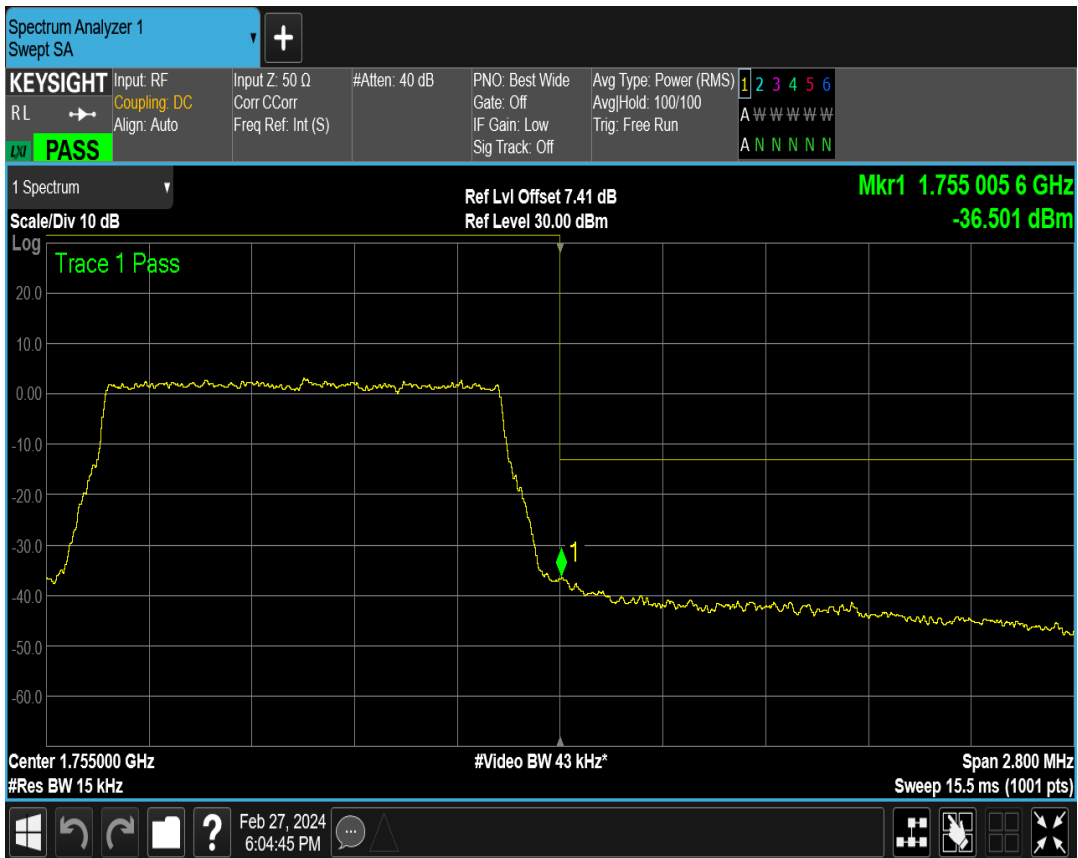 Spectrum Analyzer 1
Swept SA
+
KEYSIGHT
RL
LXI PASS
Input: RF
Coupling: DC
Align: Auto
Input Z: 50 Ω
Corr CCorr
Freq Ref: Int (S)
#Atten: 40 dB
PNO: Best Wide
Gate: Off
IF Gain: Low
Sig Track: Off
Avg Type: Power (RMS)
Avg|Hold: 100/100
Trig: Free Run
1 2 3 4 5 6
A W W W W W
A N N N N N
1 Spectrum
Scale/Div 10 dB
Ref Lvl Offset 7.41 dB
Ref Level 30.00 dBm
Mkr1 1.755 005 6 GHz
-36.501 dBm
Log
Trace 1 Pass
20.0
10.0
0.00
-10.0
-20.0
-30.0
-40.0
-50.0
-60.0
1
Center 1.755000 GHz
#Res BW 15 kHz
#Video BW 43 kHz*
Span 2.800 MHz
Sweep 15.5 ms (1001 pts)
?
Feb 27, 2024
6:04:45 PM